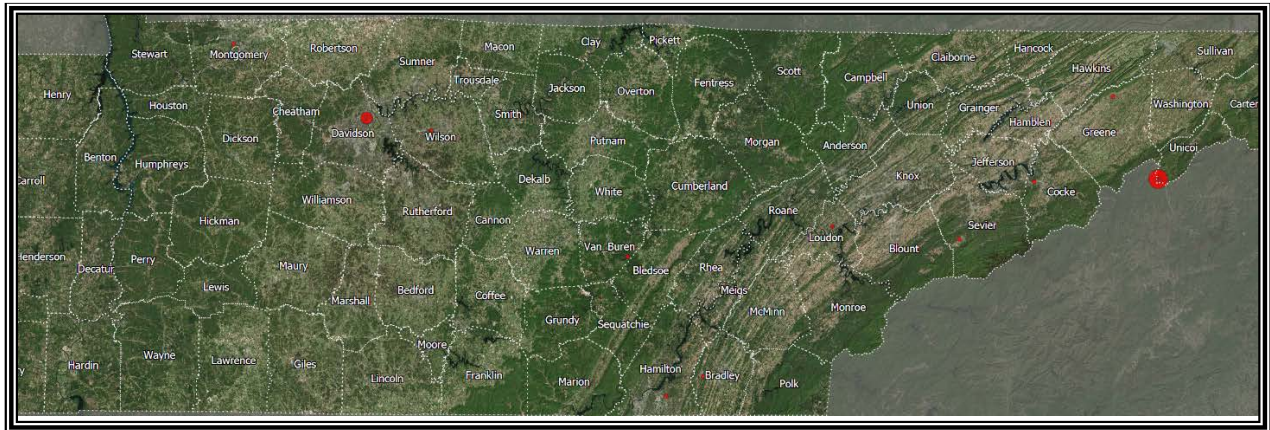 Stewart
Montgomery
Robertson
Sumner
Macon
Clay
Pickett
Scott
Campbell
Claiborne
Hancock
Hawkins
Sullivan
Henry
Houston
Cheatham
Trousdale
Smith
Jackson
Overton
Fentress
Union
Grainger
Hamblen
Washington
Carter
Dickson
Davidson
Wilson
Putnam
Morgan
Anderson
Greene
Unicoi
Benton
Humphreys
Carroll
Dekalb
White
Cumberland
Knox
Jefferson
Cocke
Williamson
Rutherford
Cannon
Roane
Sevier
Hickman
Warren
Van Buren
Loudon
Blount
Henderson
Decatur
Perry
Maury
Bledsoe
Rhea
Lewis
Marshall
Bedford
Coffee
Meigs
McMinn
Monroe
Grundy
Sequatchie
Hardin
Wayne
Lawrence
Giles
Moore
Lincoln
Franklin
Marion
Hamilton
Bradley
Polk